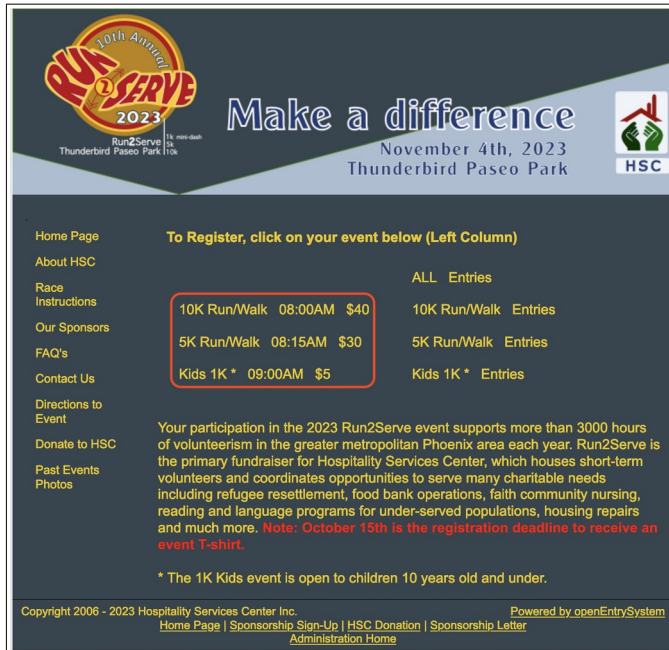 10th Annual
RUN 2 SERVE
2023
Run2Serve
Thunderbird Paseo Park
1k mini-dash
5k
10k
Make a difference
November 4th, 2023
Thunderbird Paseo Park
HSC
Home Page
About HSC
Race
Instructions
Our Sponsors
FAQ's
Contact Us
Directions to
Event
Donate to HSC
Past Events
Photos
To Register, click on your event below (Left Column)
ALL Entries
10K Run/Walk 08:00AM $40
10K Run/Walk Entries
5K Run/Walk 08:15AM $30
5K Run/Walk Entries
Kids 1K * 09:00AM $5
Kids 1K * Entries
Your participation in the 2023 Run2Serve event supports more than 3000 hours
of volunteerism in the greater metropolitan Phoenix area each year. Run2Serve is
the primary fundraiser for Hospitality Services Center, which houses short-term
volunteers and coordinates opportunities to serve many charitable needs
including refugee resettlement, food bank operations, faith community nursing,
reading and language programs for under-served populations, housing repairs
and much more. Note: October 15th is the registration deadline to receive an
event T-shirt.
* The 1K Kids event is open to children 10 years old and under.
Copyright 2006 - 2023 Hospitality Services Center Inc.
Powered by openEntrySystem
Home Page | Sponsorship Sign-Up | HSC Donation | Sponsorship Letter
Administration Home